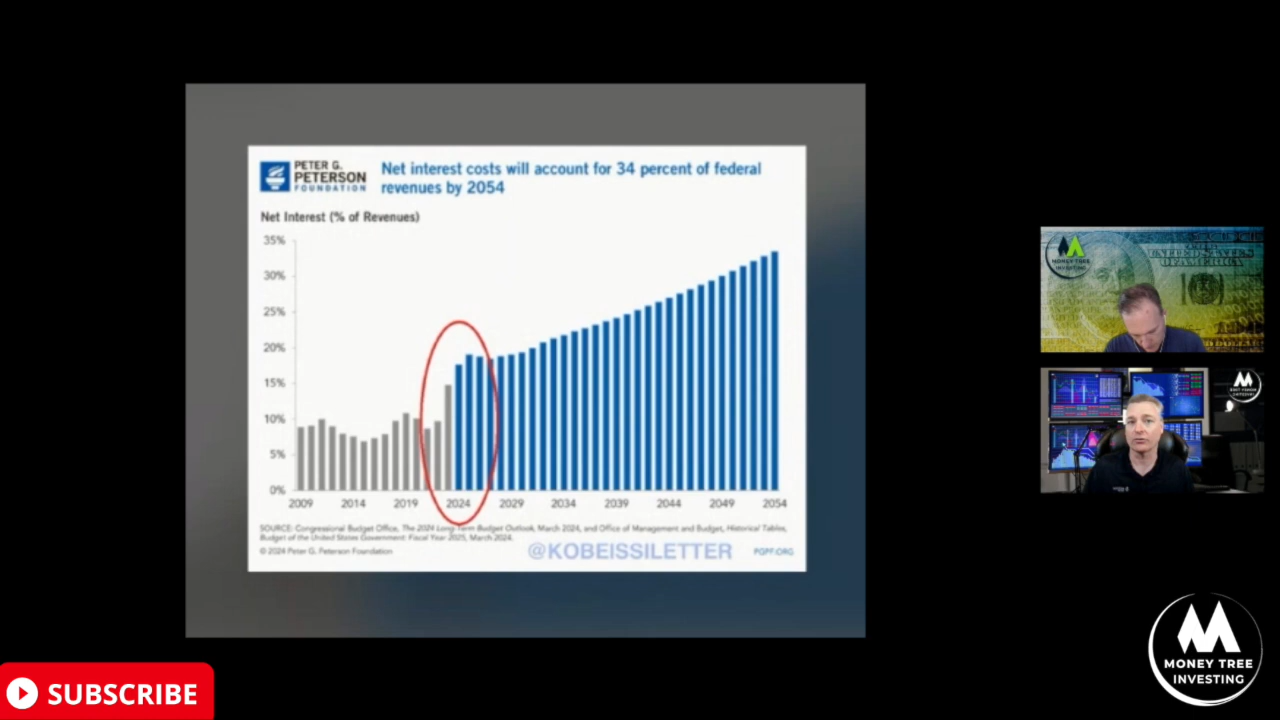 PETER G.
PETERSON
FOUNDATION
Net interest costs will account for 34 percent of federal
revenues by 2054
Net Interest (% of Revenues)
35%
30%
25%
20%
15%
10%
5%
0%
2009 2014 2019 2024 2029 2034 2039 2044 2049 2054
SOURCE: Congressional Budget Office, The 2024 Long-Term Budget Outlook, March 2024, and Office of Management and Budget, Historical Tables,
Budget of the United States Government: Fiscal Year 2025, March 2024.
© 2024 Peter G. Peterson Foundation
@KOBEISSILETTER
PGPF.ORG
MONEY TREE
INVESTING
SUBSCRIBE
MONEY TREE
INVESTING